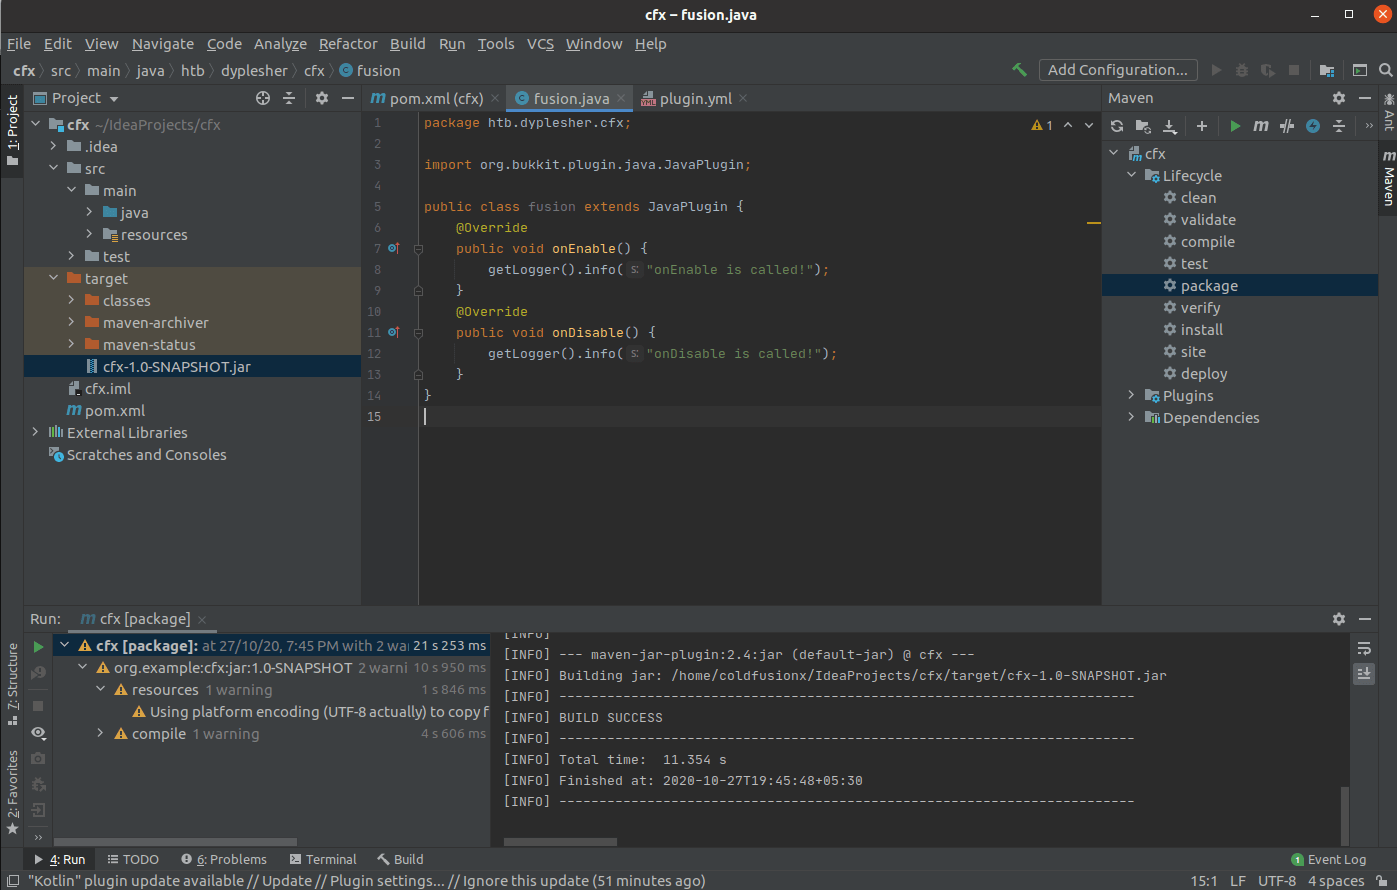 cfx – fusion.java
File Edit View Navigate Code Analyze Refactor Build Run Tools VCS Window Help
cfx src main java htb dyplesher cfx fusion
Add Configuration...
1: Project
Project
cfx ~/IdeaProjects/cfx
.idea
src
main
java
resources
test
target
classes
maven-archiver
maven-status
cfx-1.0-SNAPSHOT.jar
cfx.iml
pom.xml
External Libraries
Scratches and Consoles
pom.xml (cfx) fusion.java plugin.yml
1 package htb.dyplesher.cfx;
2
3 import org.bukkit.plugin.java.JavaPlugin;
4
5 public class fusion extends JavaPlugin {
6 @Override
7 public void onEnable() {
8 getLogger().info( s: "onEnable is called!");
9 }
10 @Override
11 public void onDisable() {
12 getLogger().info( s: "onDisable is called!");
13 }
14 }
15
1
Maven
cfx
Lifecycle
clean
validate
compile
test
package
verify
install
site
deploy
Plugins
Dependencies
Ant
Maven
Run: cfx [package]
cfx [package]: at 27/10/20, 7:45 PM with 2 war 21 s 253 ms
org.example:cfx:jar:1.0-SNAPSHOT 2 warni 10 s 950 ms
resources 1 warning 1 s 846 ms
Using platform encoding (UTF-8 actually) to copy f
compile 1 warning 4 s 606 ms
[INFO]
[INFO] --- maven-jar-plugin:2.4:jar (default-jar) @ cfx ---
[INFO] Building jar: /home/coldfusionx/IdeaProjects/cfx/target/cfx-1.0-SNAPSHOT.jar
[INFO] ------------------------------------------------------------------------
[INFO] BUILD SUCCESS
[INFO] ------------------------------------------------------------------------
[INFO] Total time:  11.354 s
[INFO] Finished at: 2020-10-27T19:45:48+05:30
[INFO] ------------------------------------------------------------------------
7: Structure
2: Favorites
4: Run TODO 6: Problems Terminal Build 1 Event Log
"Kotlin" plugin update available // Update // Plugin settings... // Ignore this update (51 minutes ago) 15:1 LF UTF-8 4 spaces